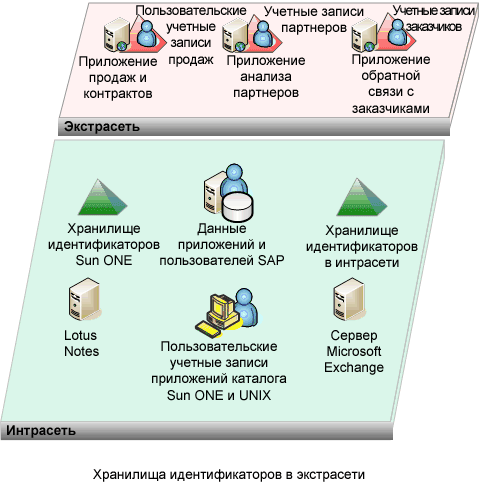 Пользовательские
учетные
записи
продаж
Приложение
продаж и
контрактов
Учетные записи
партнеров
Приложение
анализа
партнеров
Учетные записи
заказчиков
Приложение
обратной
связи с
заказчиками
Экстрасеть
Хранилище
идентификаторов
Sun ONE
Данные
приложений и
пользователей SAP
Хранилище
идентификаторов
в интрасети
Lotus
Notes
Пользовательские
учетные записи
приложений каталога
Sun ONE и UNIX
Сервер
Microsoft
Exchange
Интрасеть
Хранилища идентификаторов в экстрасети